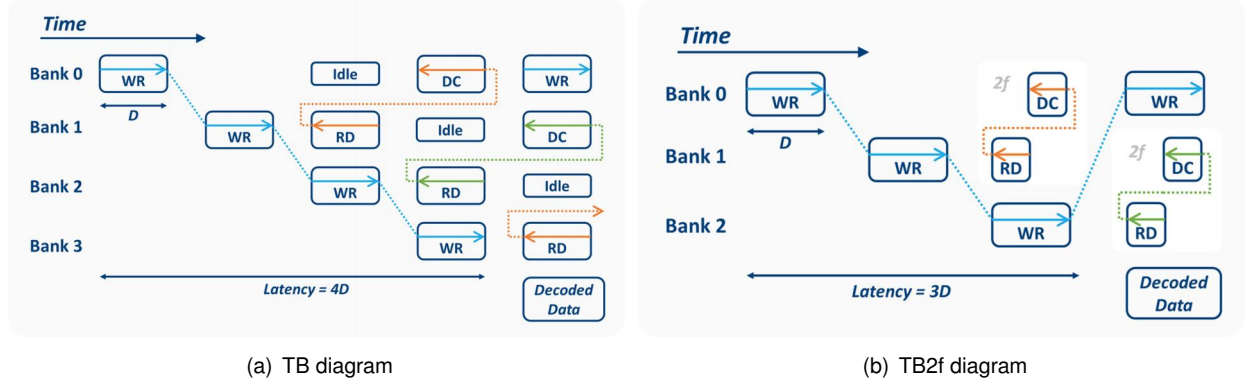 Time
Bank 0 WR Idle DC WR
D
Bank 1 WR RD Idle DC
Bank 2 WR RD Idle
Bank 3 WR RD
Latency = 4D
Decoded
Data
(a) TB diagram
Time
Bank 0 WR 2f DC WR
D
Bank 1 WR RD 2f DC
Bank 2 WR RD
Latency = 3D
Decoded
Data
(b) TB2f diagram